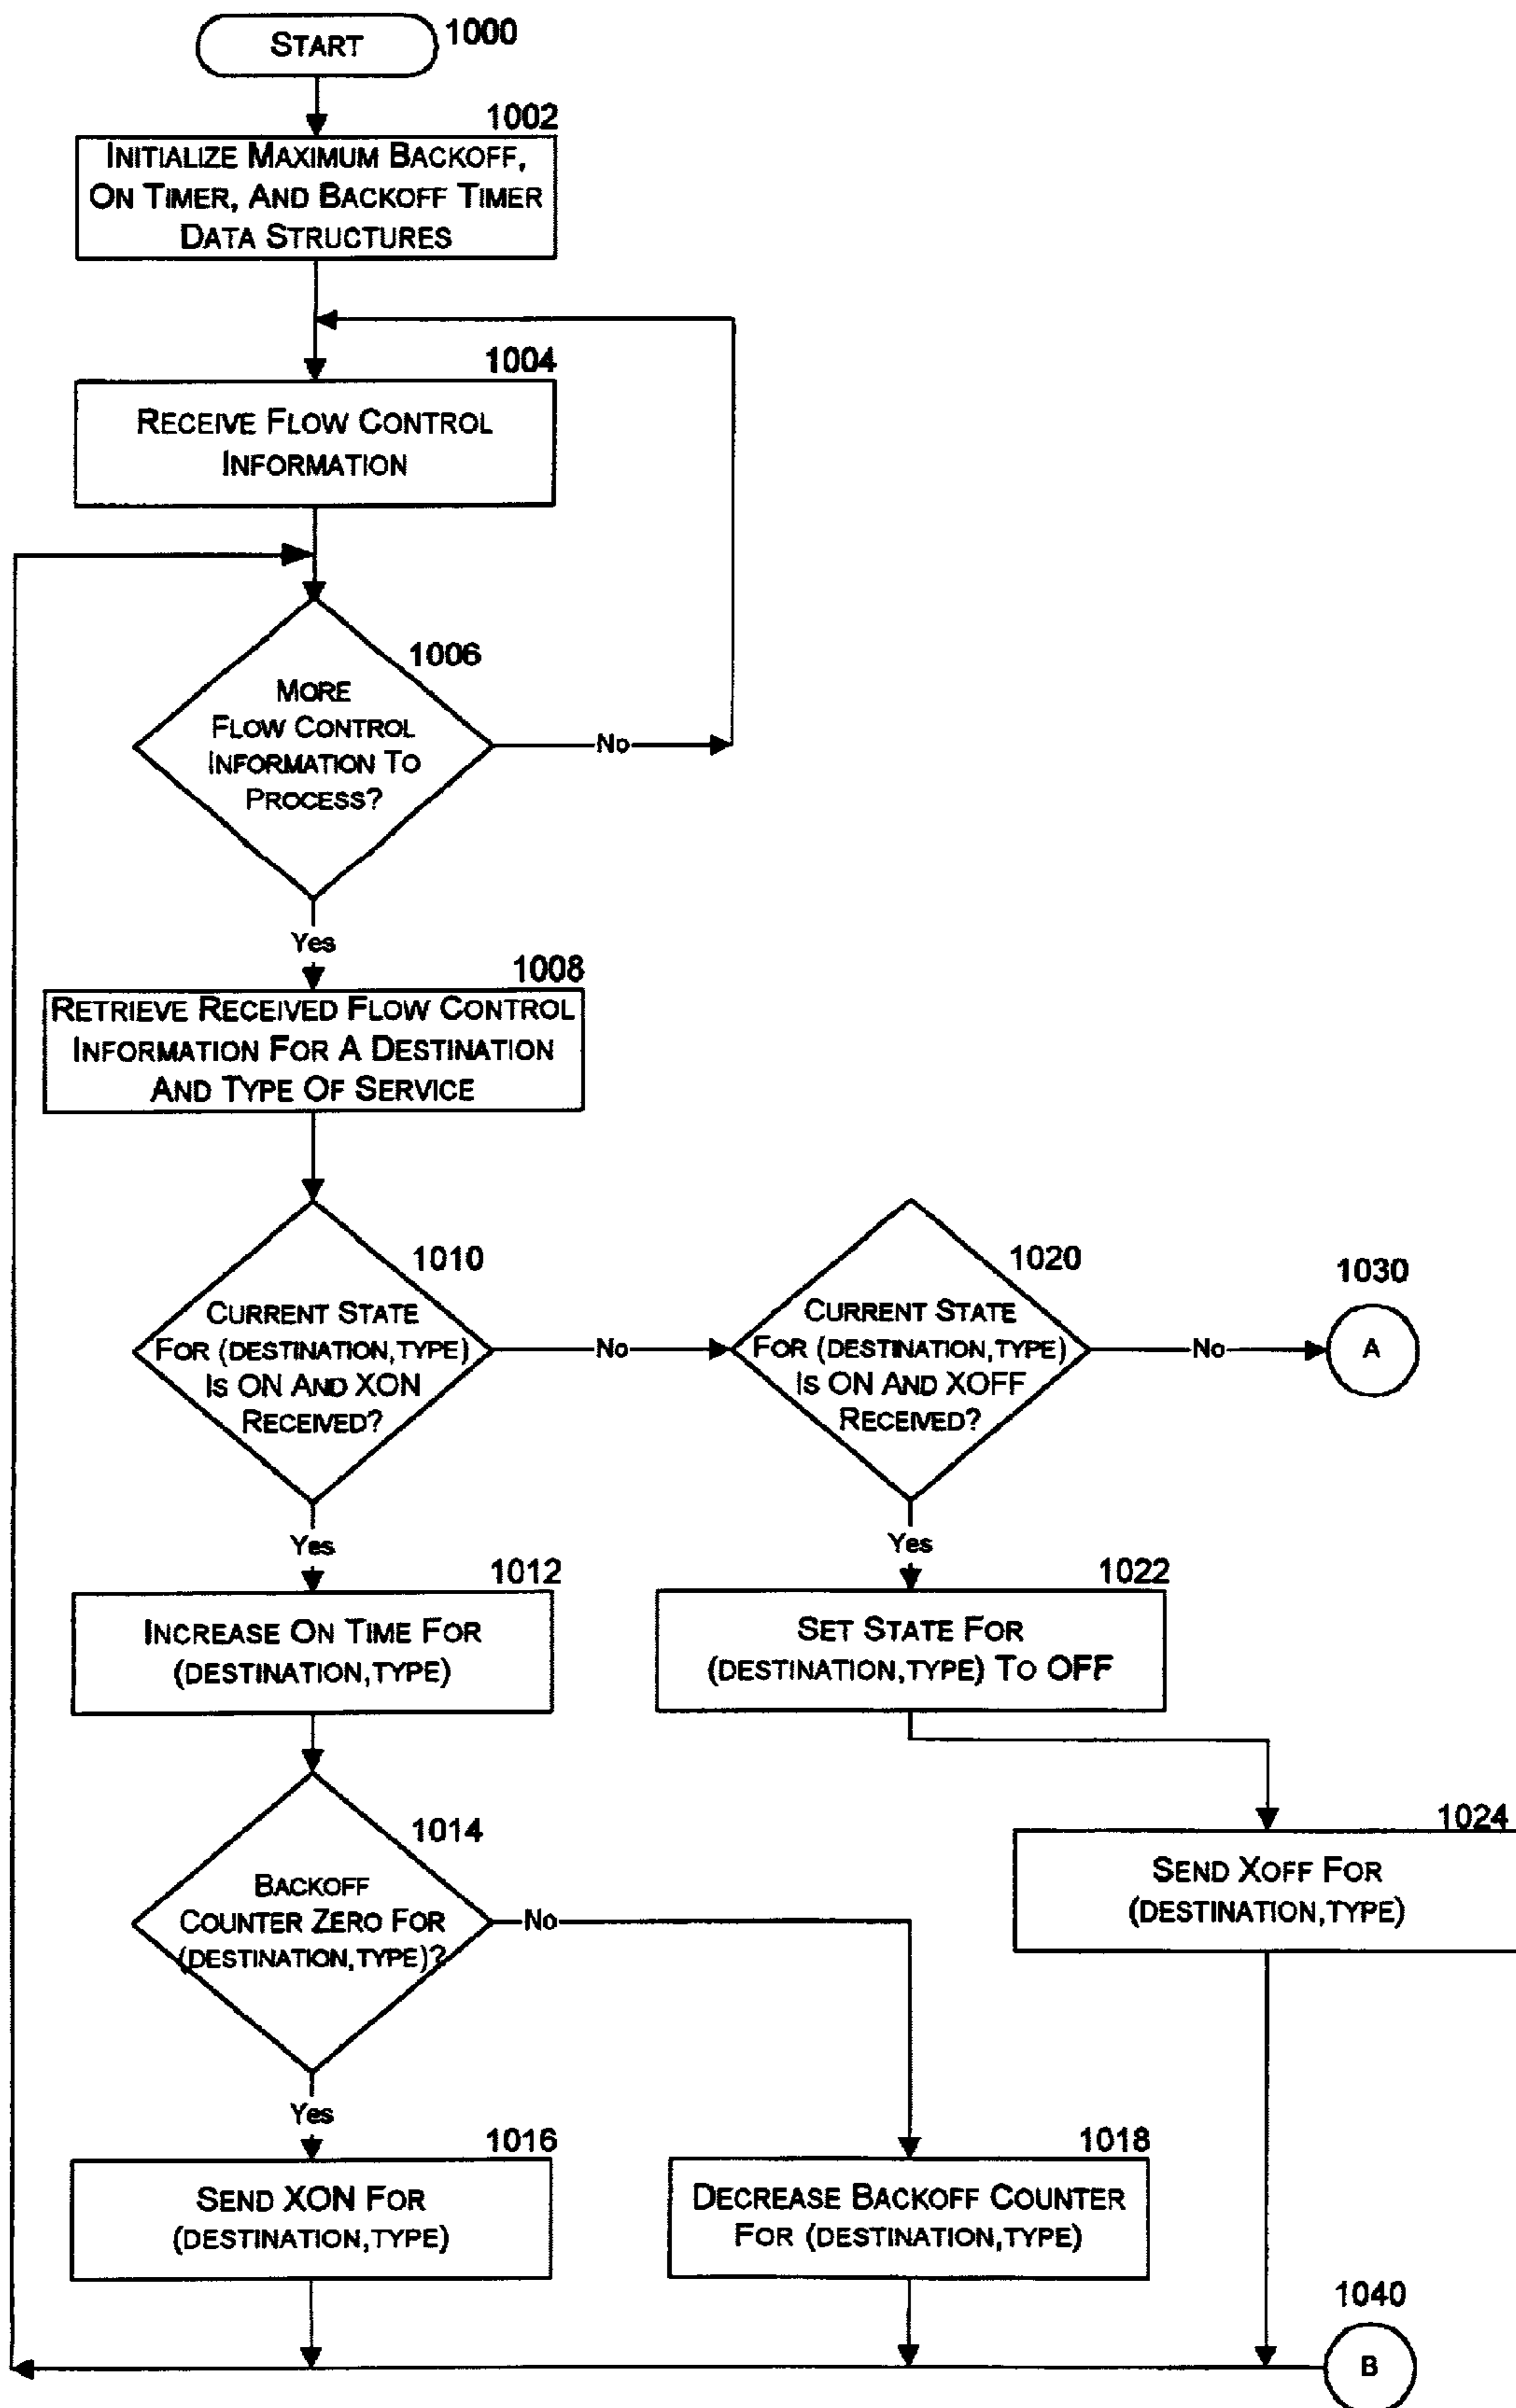 START
1000
1002
INITIALIZE MAXIMUM BACKOFF,
ON TIMER, AND BACKOFF TIMER
DATA STRUCTURES
1004
RECEIVE FLOW CONTROL
INFORMATION
1006
MORE
FLOW CONTROL
INFORMATION TO
PROCESS?
No
Yes
1008
RETRIEVE RECEIVED FLOW CONTROL
INFORMATION FOR A DESTINATION
AND TYPE OF SERVICE
1010
CURRENT STATE
FOR (DESTINATION,TYPE)
IS ON AND XON
RECEIVED?
No
1020
CURRENT STATE
FOR (DESTINATION,TYPE)
IS ON AND XOFF
RECEIVED?
No
1030
A
Yes
1012
INCREASE ON TIME FOR
(DESTINATION,TYPE)
Yes
1022
SET STATE FOR
(DESTINATION,TYPE) TO OFF
1024
SEND XOFF FOR
(DESTINATION,TYPE)
1014
BACKOFF
COUNTER ZERO FOR
(DESTINATION,TYPE)?
No
Yes
1016
SEND XON FOR
(DESTINATION,TYPE)
1018
DECREASE BACKOFF COUNTER
FOR (DESTINATION,TYPE)
1040
B